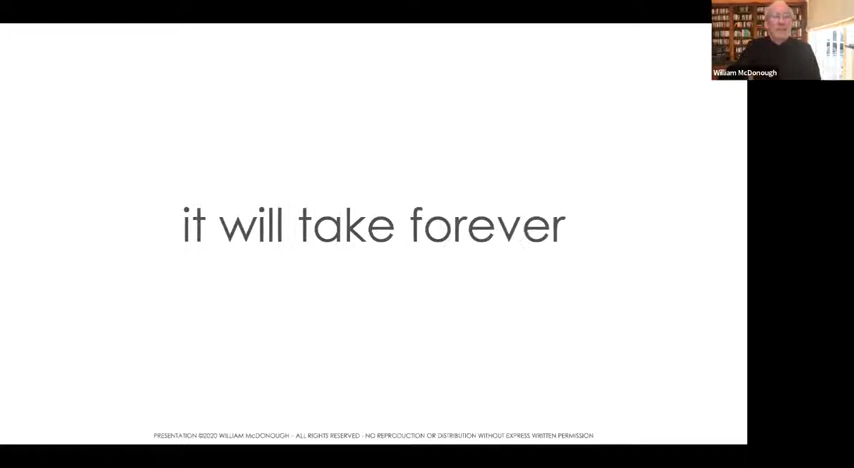 William McDonough
it will take forever
PRESENTATION ©2020 WILLIAM McDONOUGH - ALL RIGHTS RESERVED - NO REPRODUCTION OR DISTRIBUTION WITHOUT EXPRESS WRITTEN PERMISSION